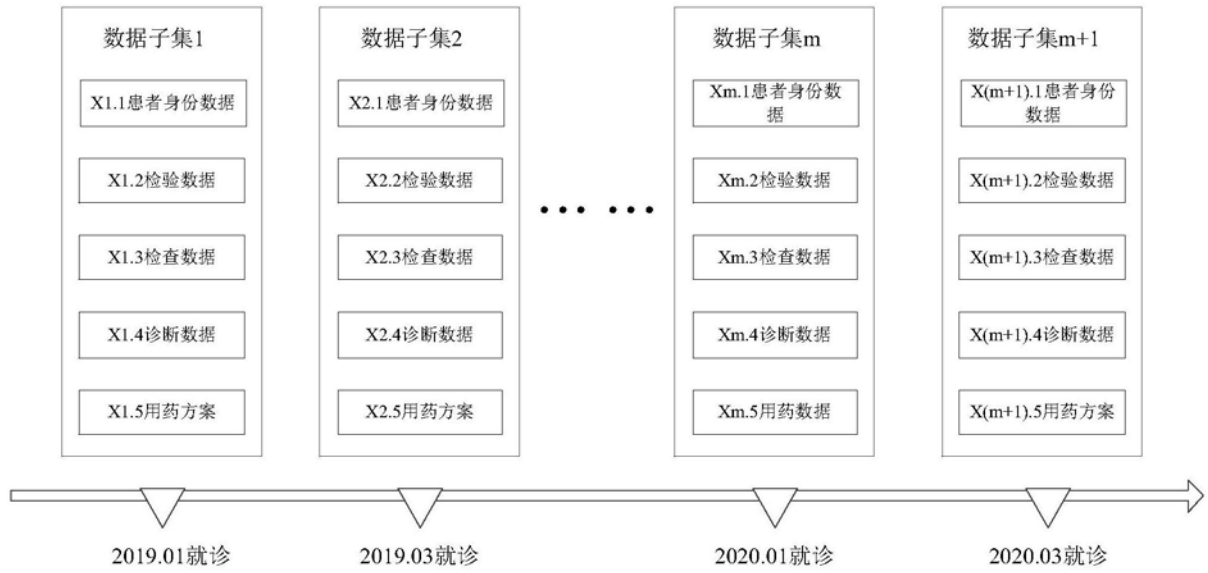 数据子集1
X1.1患者身份数据
X1.2检验数据
X1.3检查数据
X1.4诊断数据
X1.5用药方案
数据子集2
X2.1患者身份数据
X2.2检验数据
X2.3检查数据
X2.4诊断数据
X2.5用药方案
••• •••
数据子集m
Xm.1患者身份数
据
Xm.2检验数据
Xm.3检查数据
Xm.4诊断数据
Xm.5用药数据
数据子集m+1
X(m+1).1患者身份
数据
X(m+1).2检验数据
X(m+1).3检查数据
X(m+1).4诊断数据
X(m+1).5用药方案
2019.01就诊
2019.03就诊
2020.01就诊
2020.03就诊